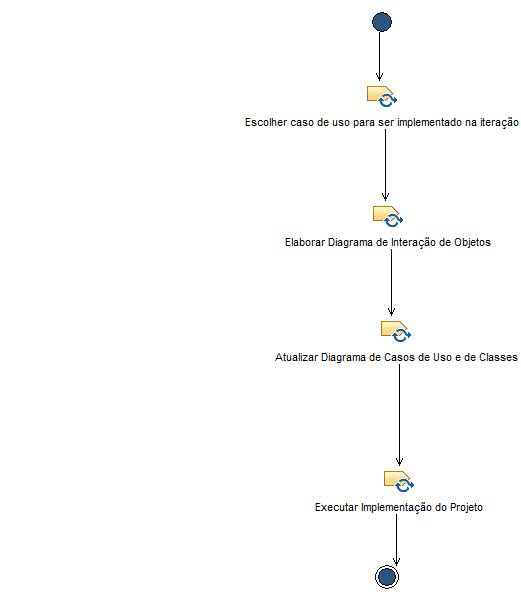 Escolher caso de uso para ser implementado na iteração
Elaborar Diagrama de Interação de Objetos
Atualizar Diagrama de Casos de Uso e de Classes
Executar Implementação do Projeto